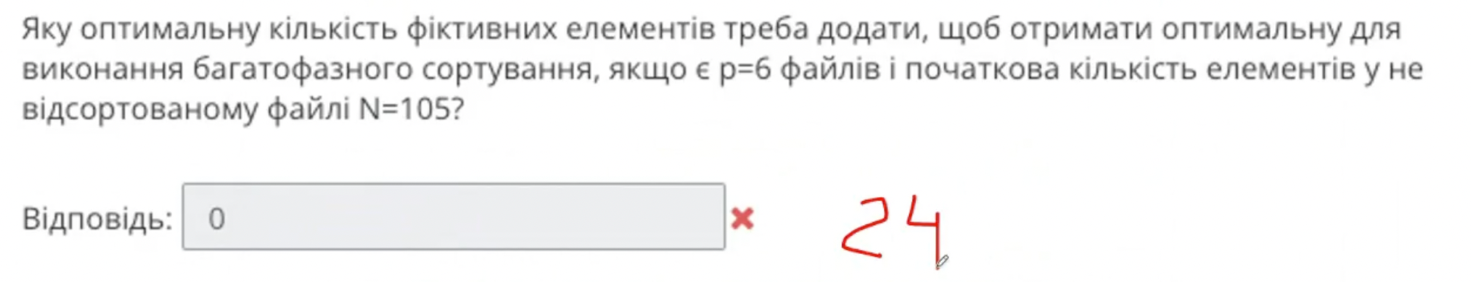 Яку оптимальну кількість фіктивних елементів треба додати, щоб отримати оптимальну для
виконання багатофазного сортування, якщо є p=6 файлів і початкова кількість елементів у не
відсортованому файлі N=105?
Відповідь: 0 24